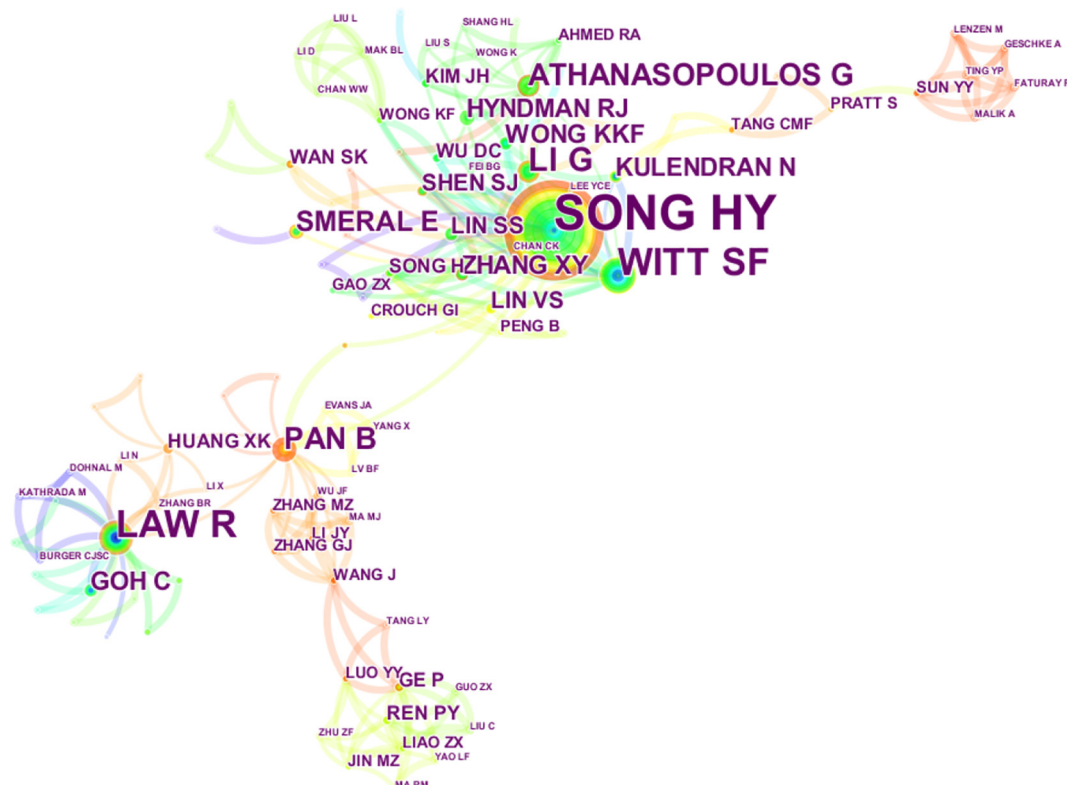 LIU L
SHANG HL
LENZEN M
AHMED RA
LIU S
GESCHKE A
LI D
MAK BL
WONG K
TING YP
KIM JH
ATHANASOPOULOS G
SUN YY
FATURAY F
CHAN WW
PRATT S
WONG KF
HYNDMAN RJ
MALIK A
TANG CMF
WONG KKF
WU DC
WAN SK
FEI BG
LI G
KULENDRAN N
SHEN SJ
LEE YCE
SONG HY
SMERAL E
LIN SS
CHAN CK
WITT SF
SONG H
ZHANG XY
GAO ZX
LIN VS
CROUCH GI
PENG B
EVANS JA
YANG X
HUANG XK
PAN B
LI N
DOHNAL M
LV BF
LI X
KATHRADA M
WU JF
ZHANG BR
ZHANG MZ
MA MJ
LAW R
LI JY
ZHANG GJ
BURGER CJSC
GOH C
WANG J
TANG LY
LUO YY
GE P
GUO ZX
REN PY
LIU C
ZHU ZF
LIAO ZX
YAO LF
JIN MZ